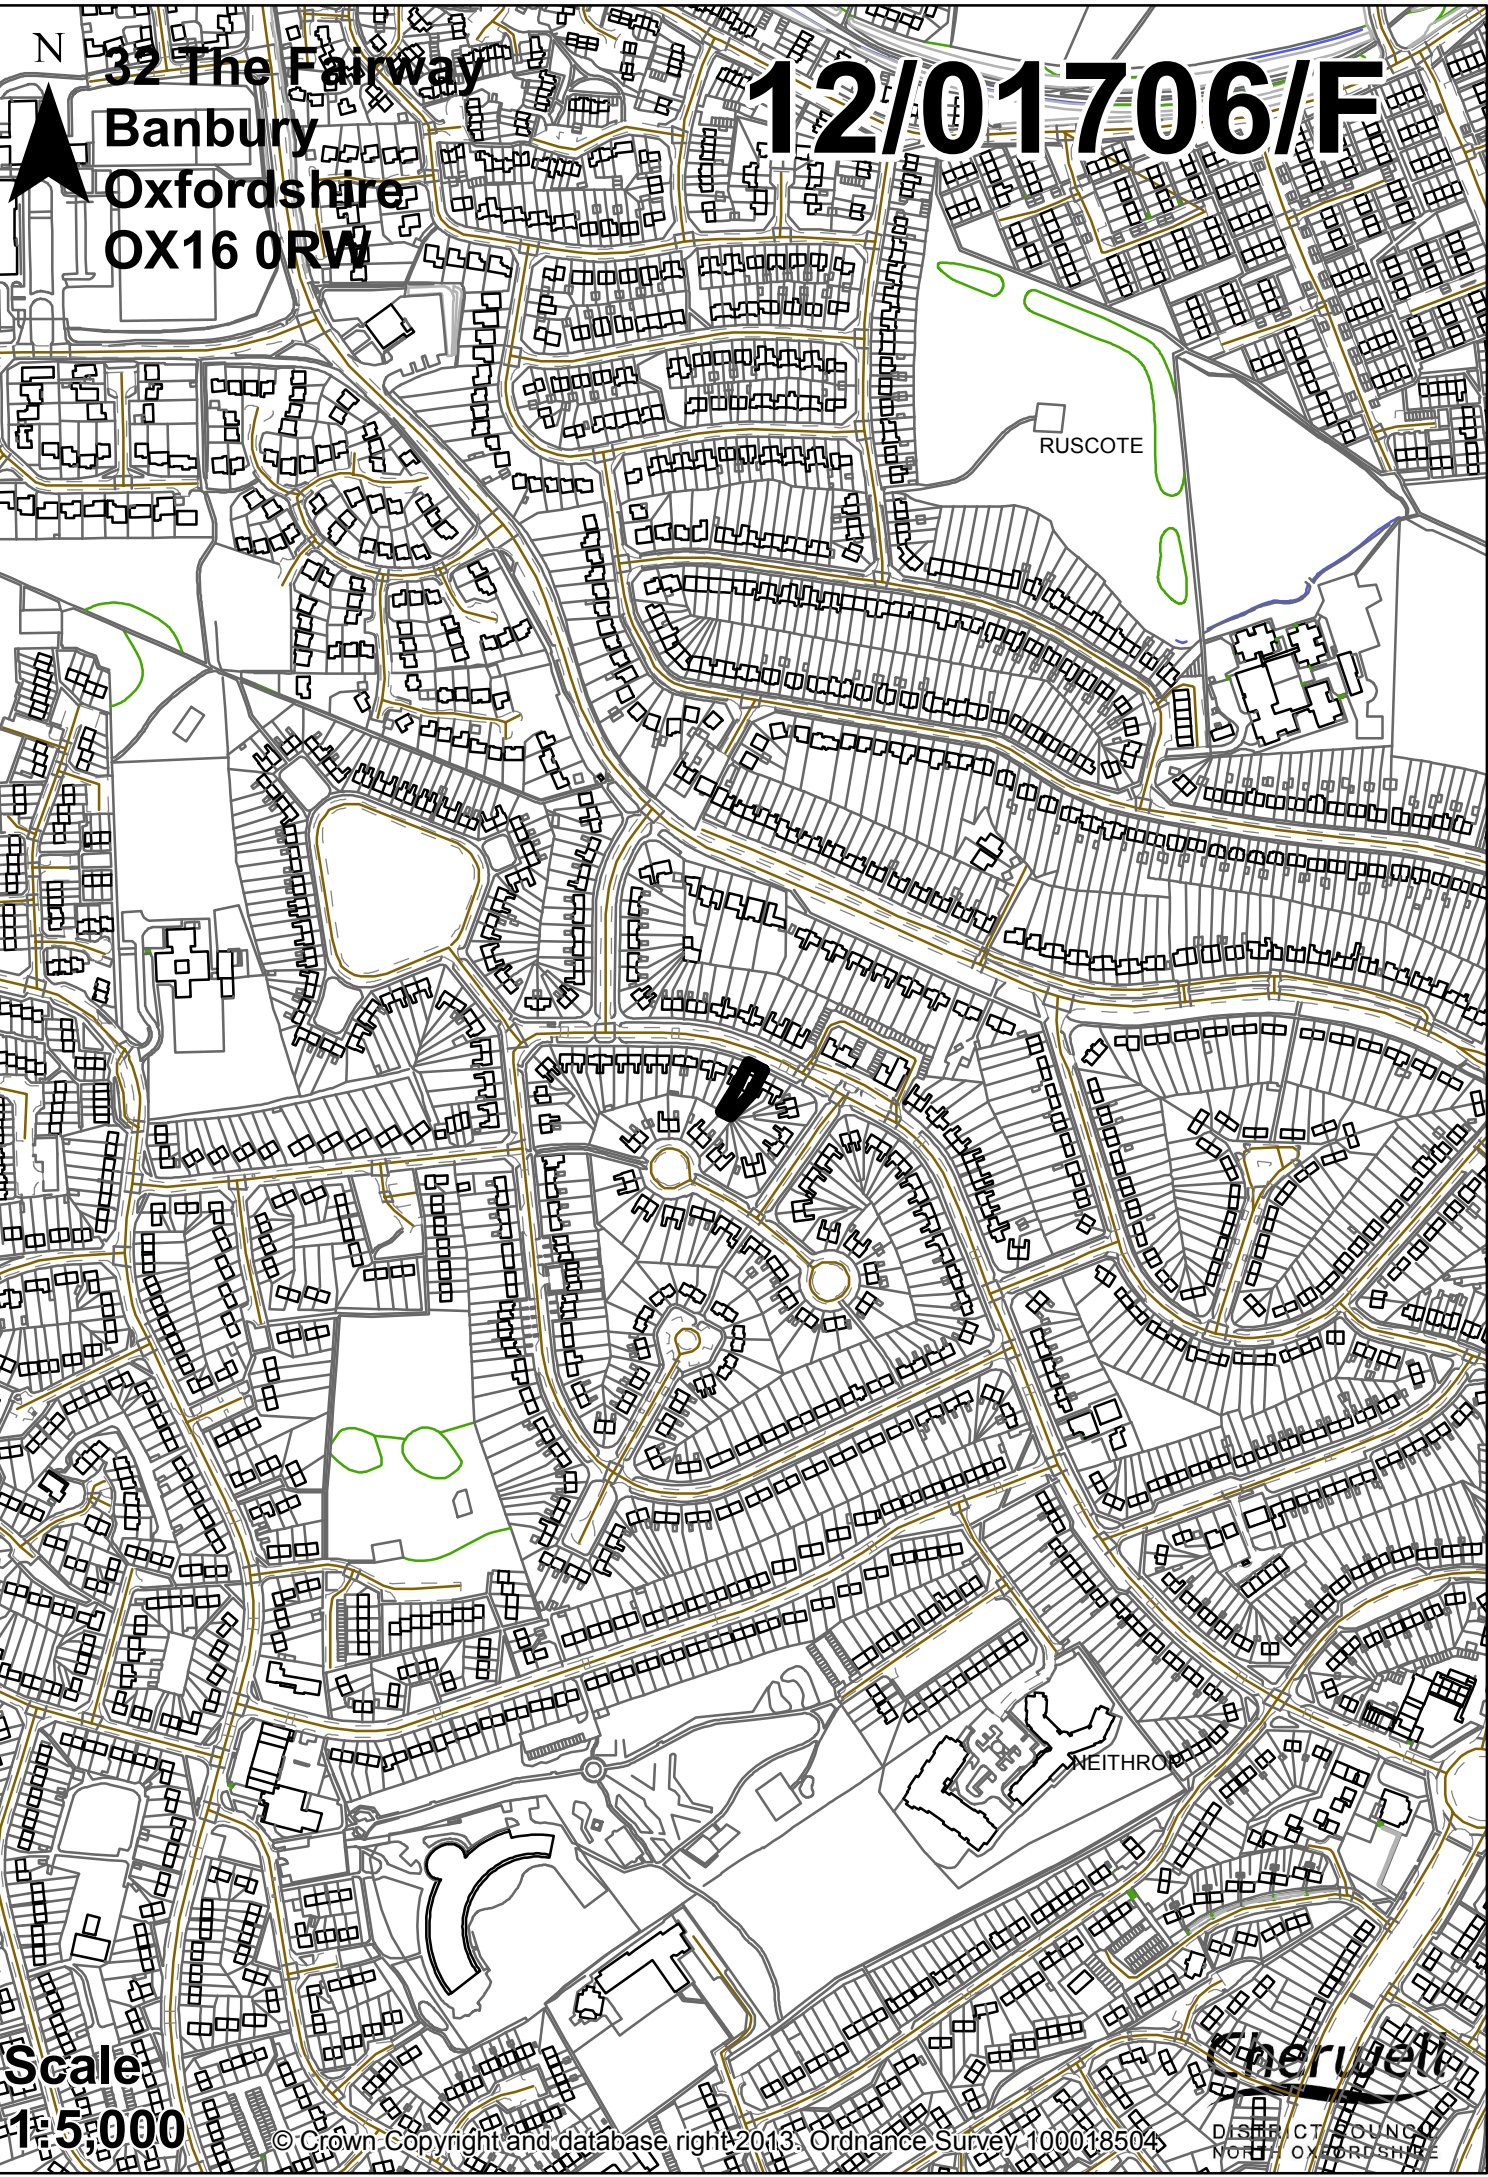 N
32 The Fairway
Banbury
Oxfordshire
OX16 0RW
12/01706/F
RUSCOTE
NEITHROP
Scale
1:5,000
© Crown Copyright and database right 2013. Ordnance Survey 100018504
Cherwell
DISTRICT COUNCIL
NORTH OXFORDSHIRE